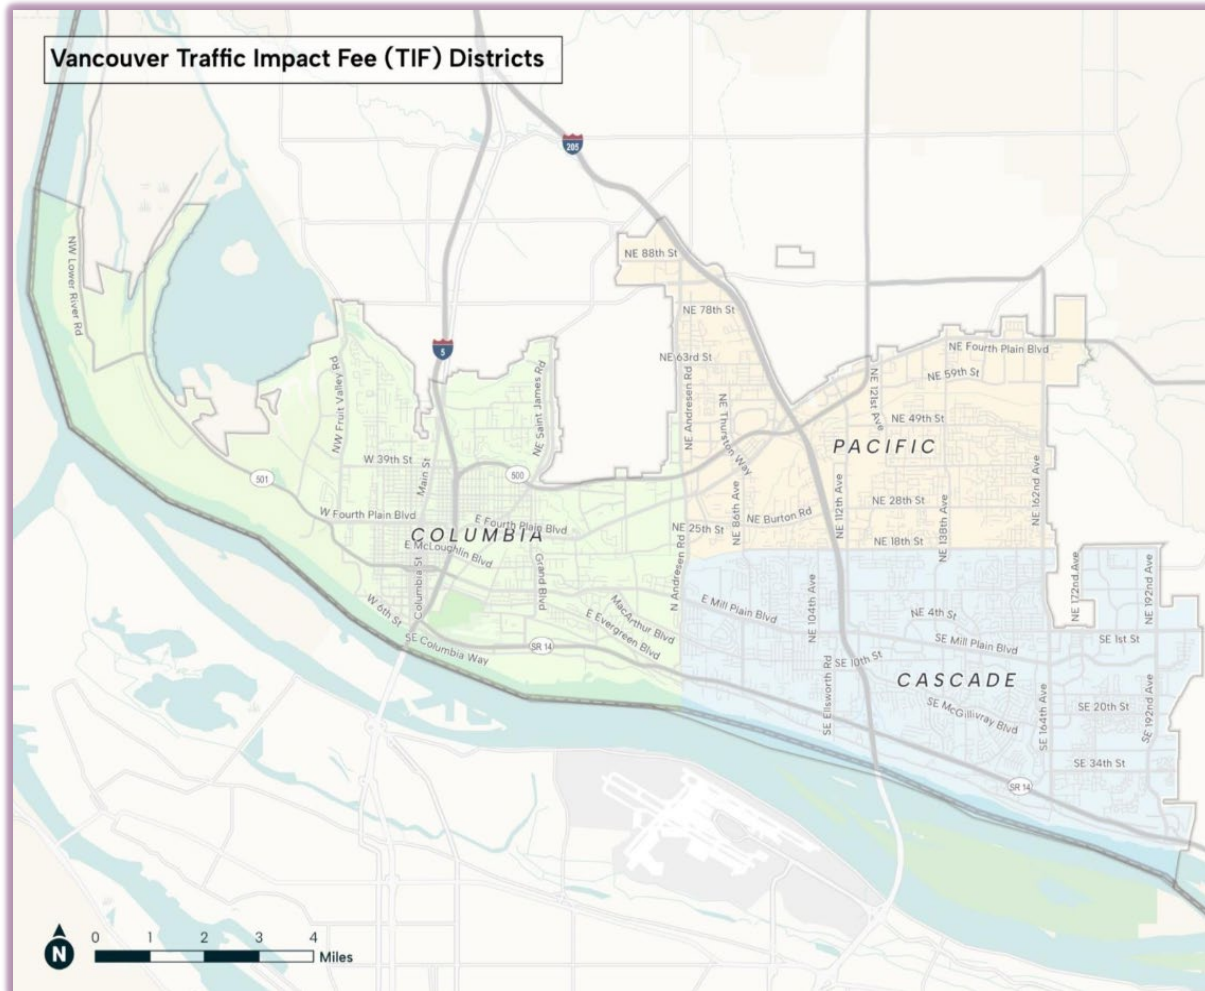 Vancouver Traffic Impact Fee (TIF) Districts
205
NE 88th St
NW Lower River Rd
NE 78th St
5
NE Fourth Plain Blvd
NE 63rd St
NE 59th St
NW Fruit Valley Rd
NE Saint James Rd
NE Andresen Rd
NE Thurston Way
NE 121st Ave
NE 49th St
PACIFIC
W 39th St
Main St
500
501
NE 86th Ave
NE 112th Ave
NE 28th St
NE 138th Ave
NE 162nd Ave
W Fourth Plain Blvd
E Fourth Plain Blvd
COLUMBIA
NE Burton Rd
NE 25th St
NE 18th St
E McLoughlin Blvd
Columbia St
Grand Blvd
N Andresen Rd
NE 104th Ave
NE 172nd Ave
NE 192nd Ave
W 6th St
MacArthur Blvd
E Evergreen Blvd
E Mill Plain Blvd
NE 4th St
SE Mill Plain Blvd
SE 1st St
SE Columbia Way
SR 14
SE 10th St
CASCADE
SE Ellsworth Rd
SE McGillivray Blvd
SE 164th Ave
SE 20th St
SE 192nd Ave
SE 34th St
SR 14
N
0 1 2 3 4
Miles